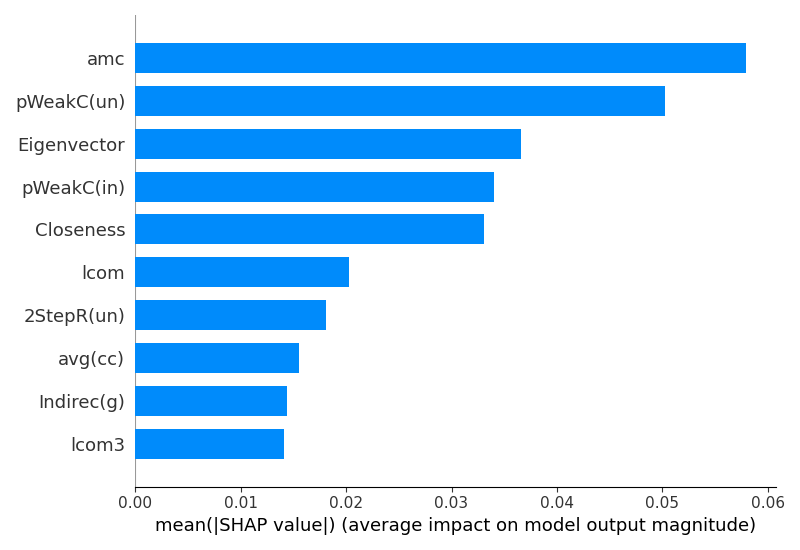 amc
pWeakC(un)
Eigenvector
pWeakC(in)
Closeness
lcom
2StepR(un)
avg(cc)
Indirec(g)
lcom3
0.00 0.01 0.02 0.03 0.04 0.05 0.06
mean(|SHAP value|) (average impact on model output magnitude)